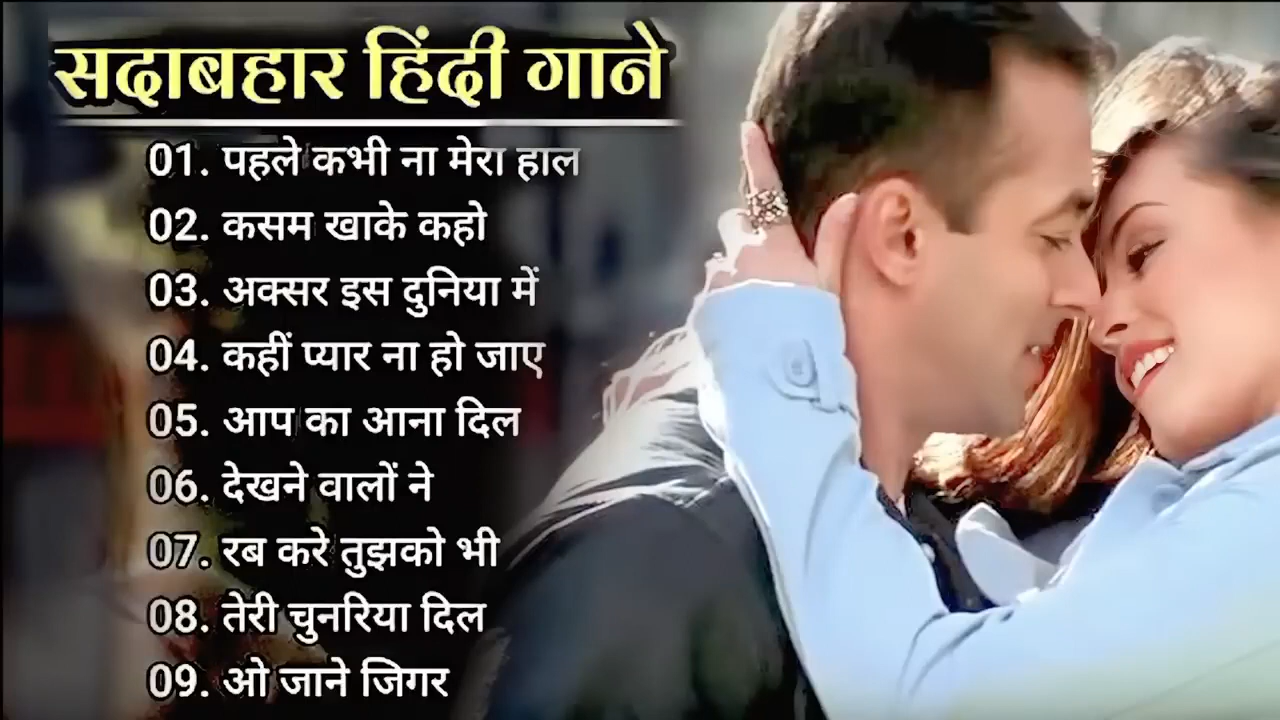 सदाबहार हिंदी गाने
01. पहले कभी ना मेरा हाल
02. कसम खाके कहो
03. अक्सर इस दुनिया में
04. कहीं प्यार ना हो जाए
05. आप का आना दिल
06. देखने वालों ने
07. रब करे तुझको भी
08. तेरी चुनरिया दिल
09. ओ जाने जिगर